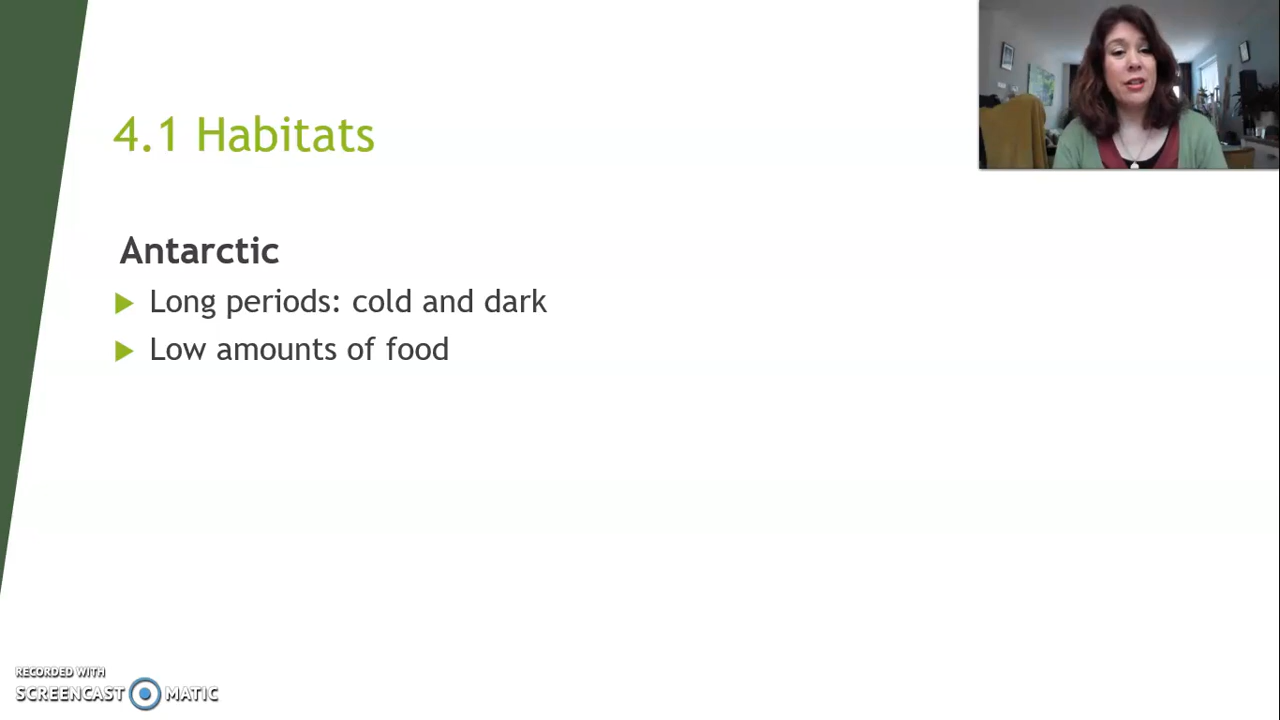 4.1 Habitats
Antarctic
Long periods: cold and dark
Low amounts of food
RECORDED WITH
SCREENCAST MATIC